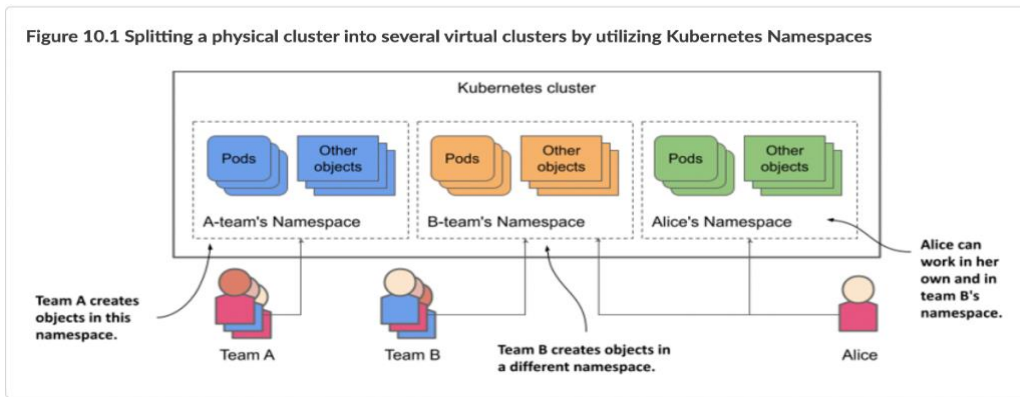 Figure 10.1 Splitting a physical cluster into several virtual clusters by utilizing Kubernetes Namespaces
Kubernetes cluster
Pods
Other
objects
A-team's Namespace
Pods
Other
objects
B-team's Namespace
Pods
Other
objects
Alice's Namespace
Team A creates
objects in this
namespace.
Team A
Team B
Team B creates objects in
a different namespace.
Alice
Alice can
work in her
own and in
team B's
namespace.